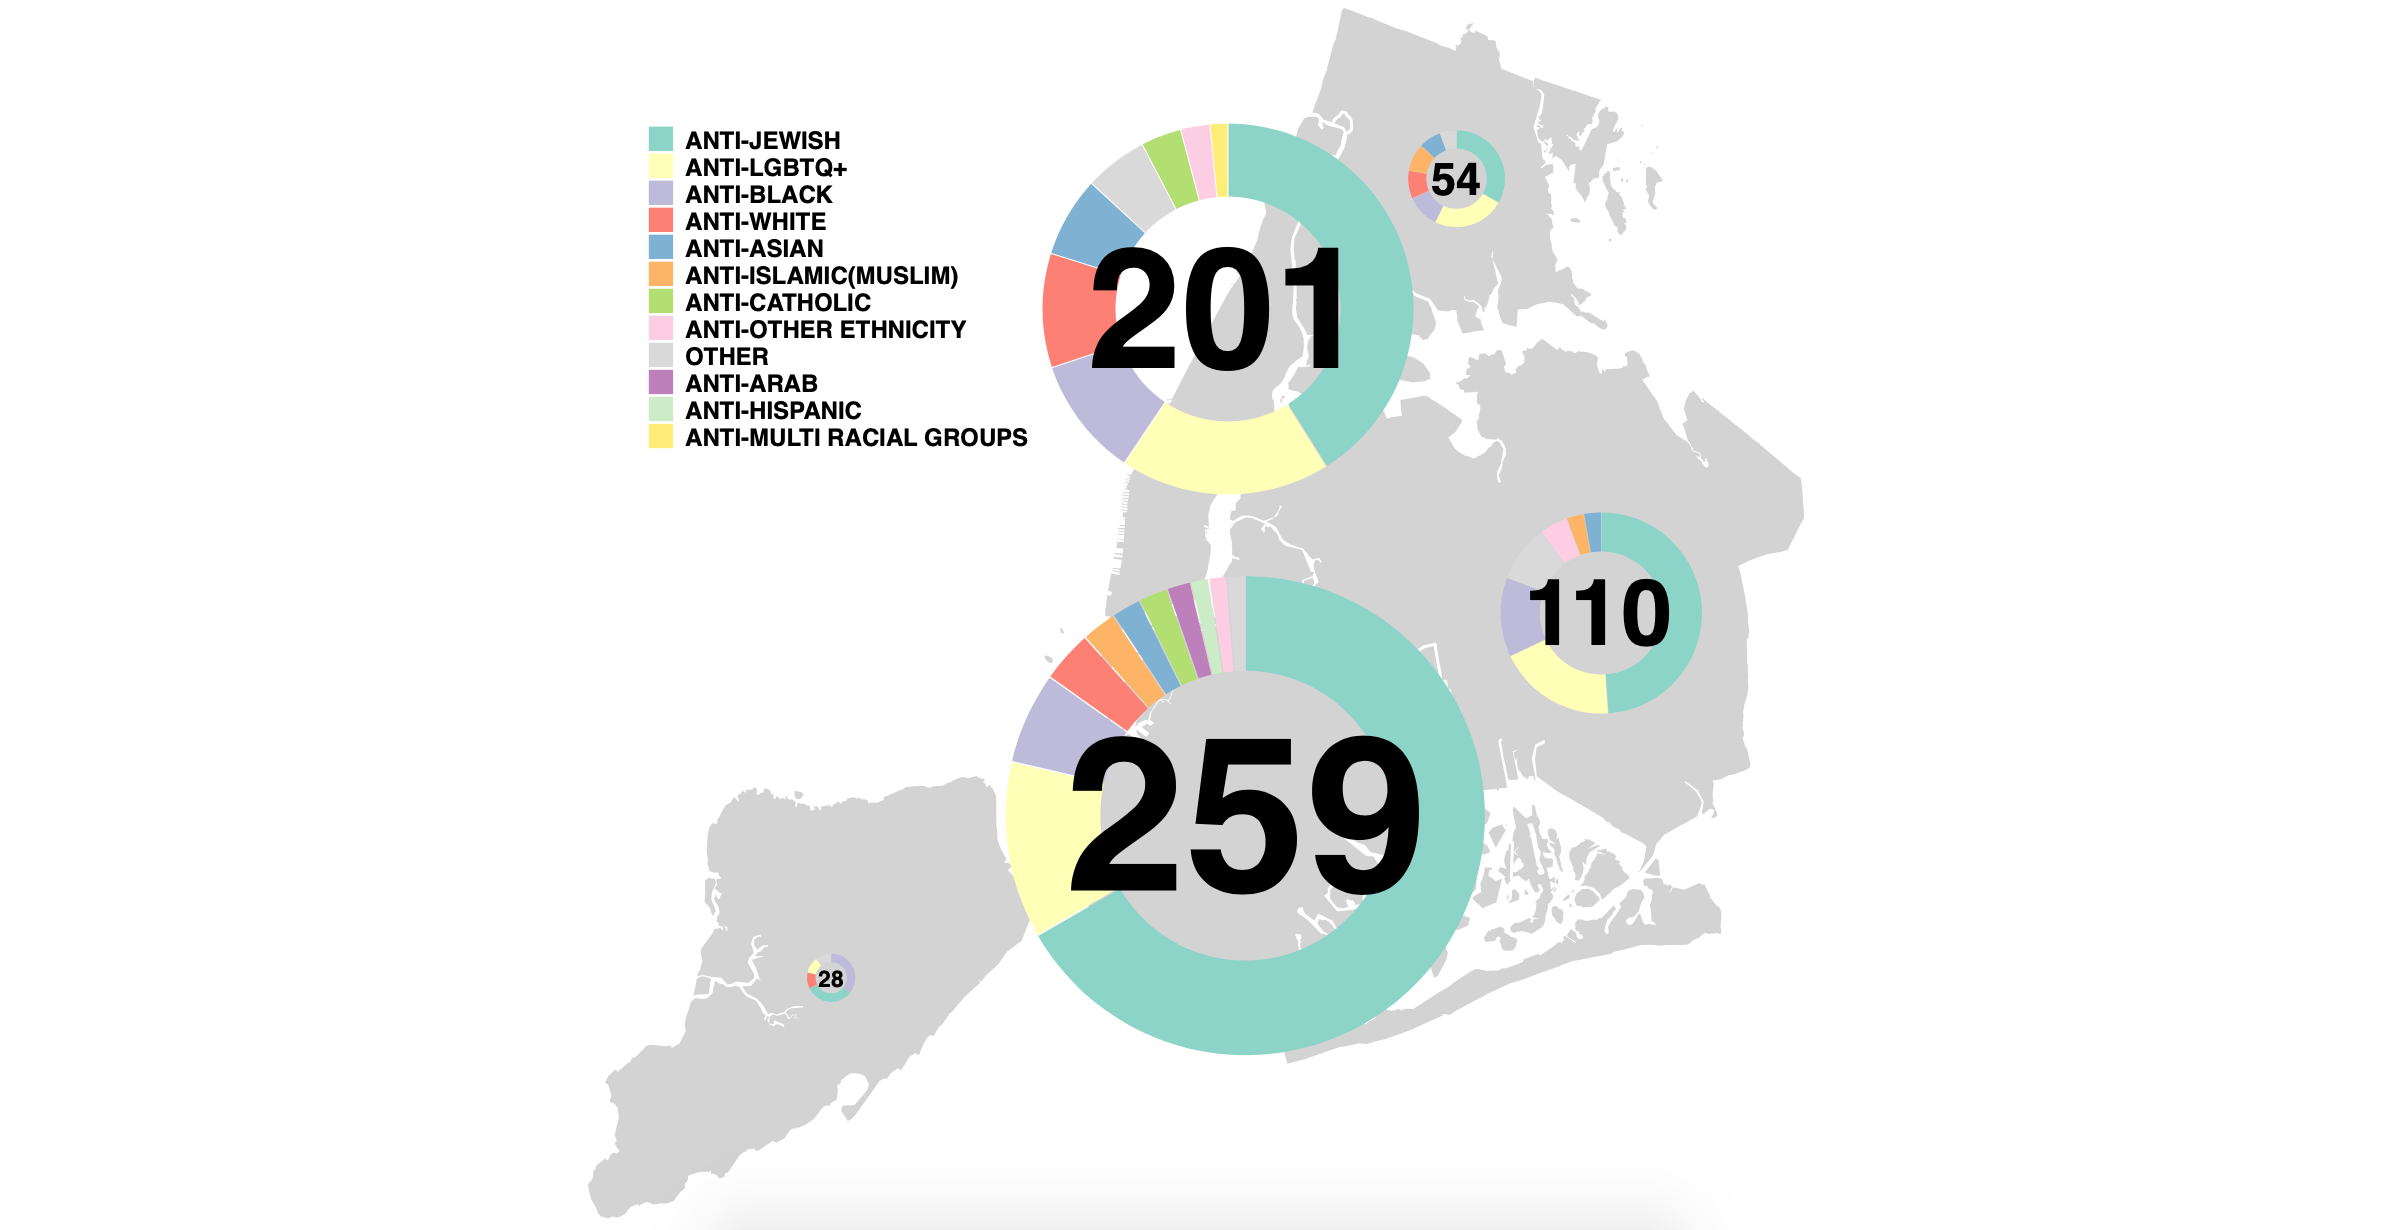 ANTI-JEWISH
ANTI-LGBTQ+
ANTI-BLACK
ANTI-WHITE
ANTI-ASIAN
ANTI-ISLAMIC(MUSLIM)
ANTI-CATHOLIC
ANTI-OTHER ETHNICITY
OTHER
ANTI-ARAB
ANTI-HISPANIC
ANTI-MULTI RACIAL GROUPS
54
201
110
259
28